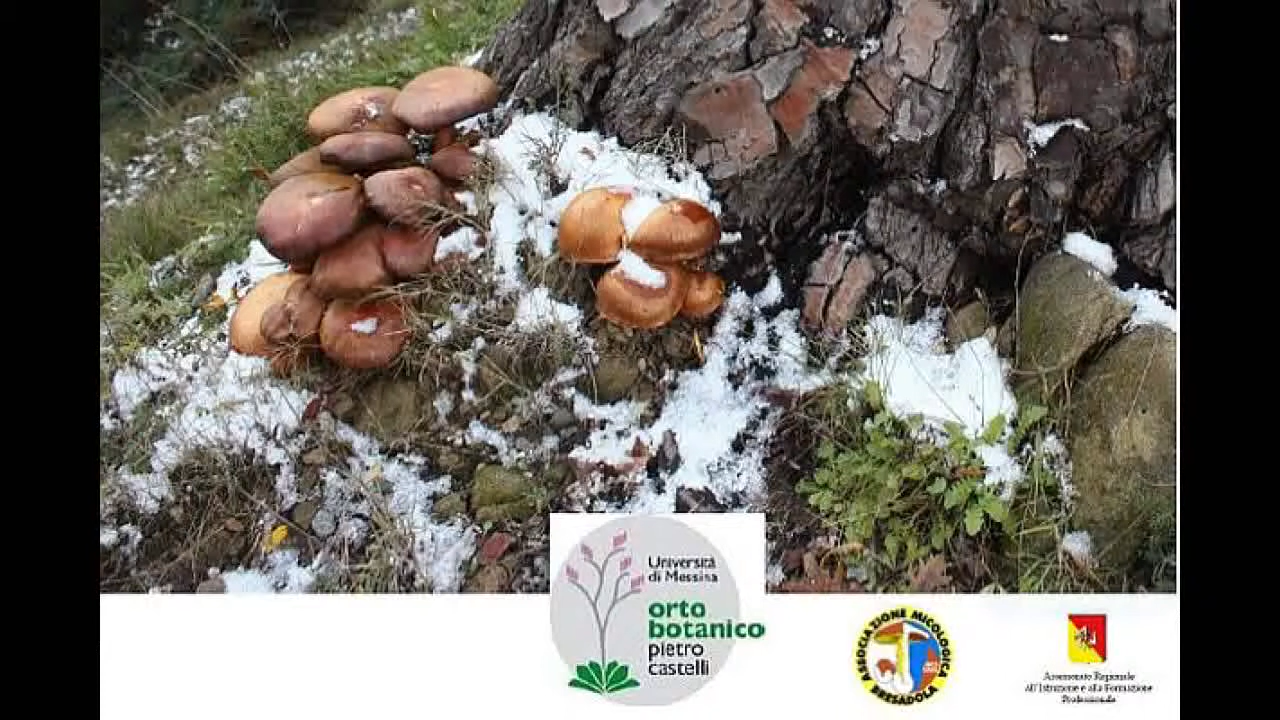 Università
di Messina
orto
botanico
pietro
castelli
ASSOCIAZIONE MICOLOGICA
BRESADOLA
Assessorato Regionale
all'Istruzione e alla Formazione
Professionale